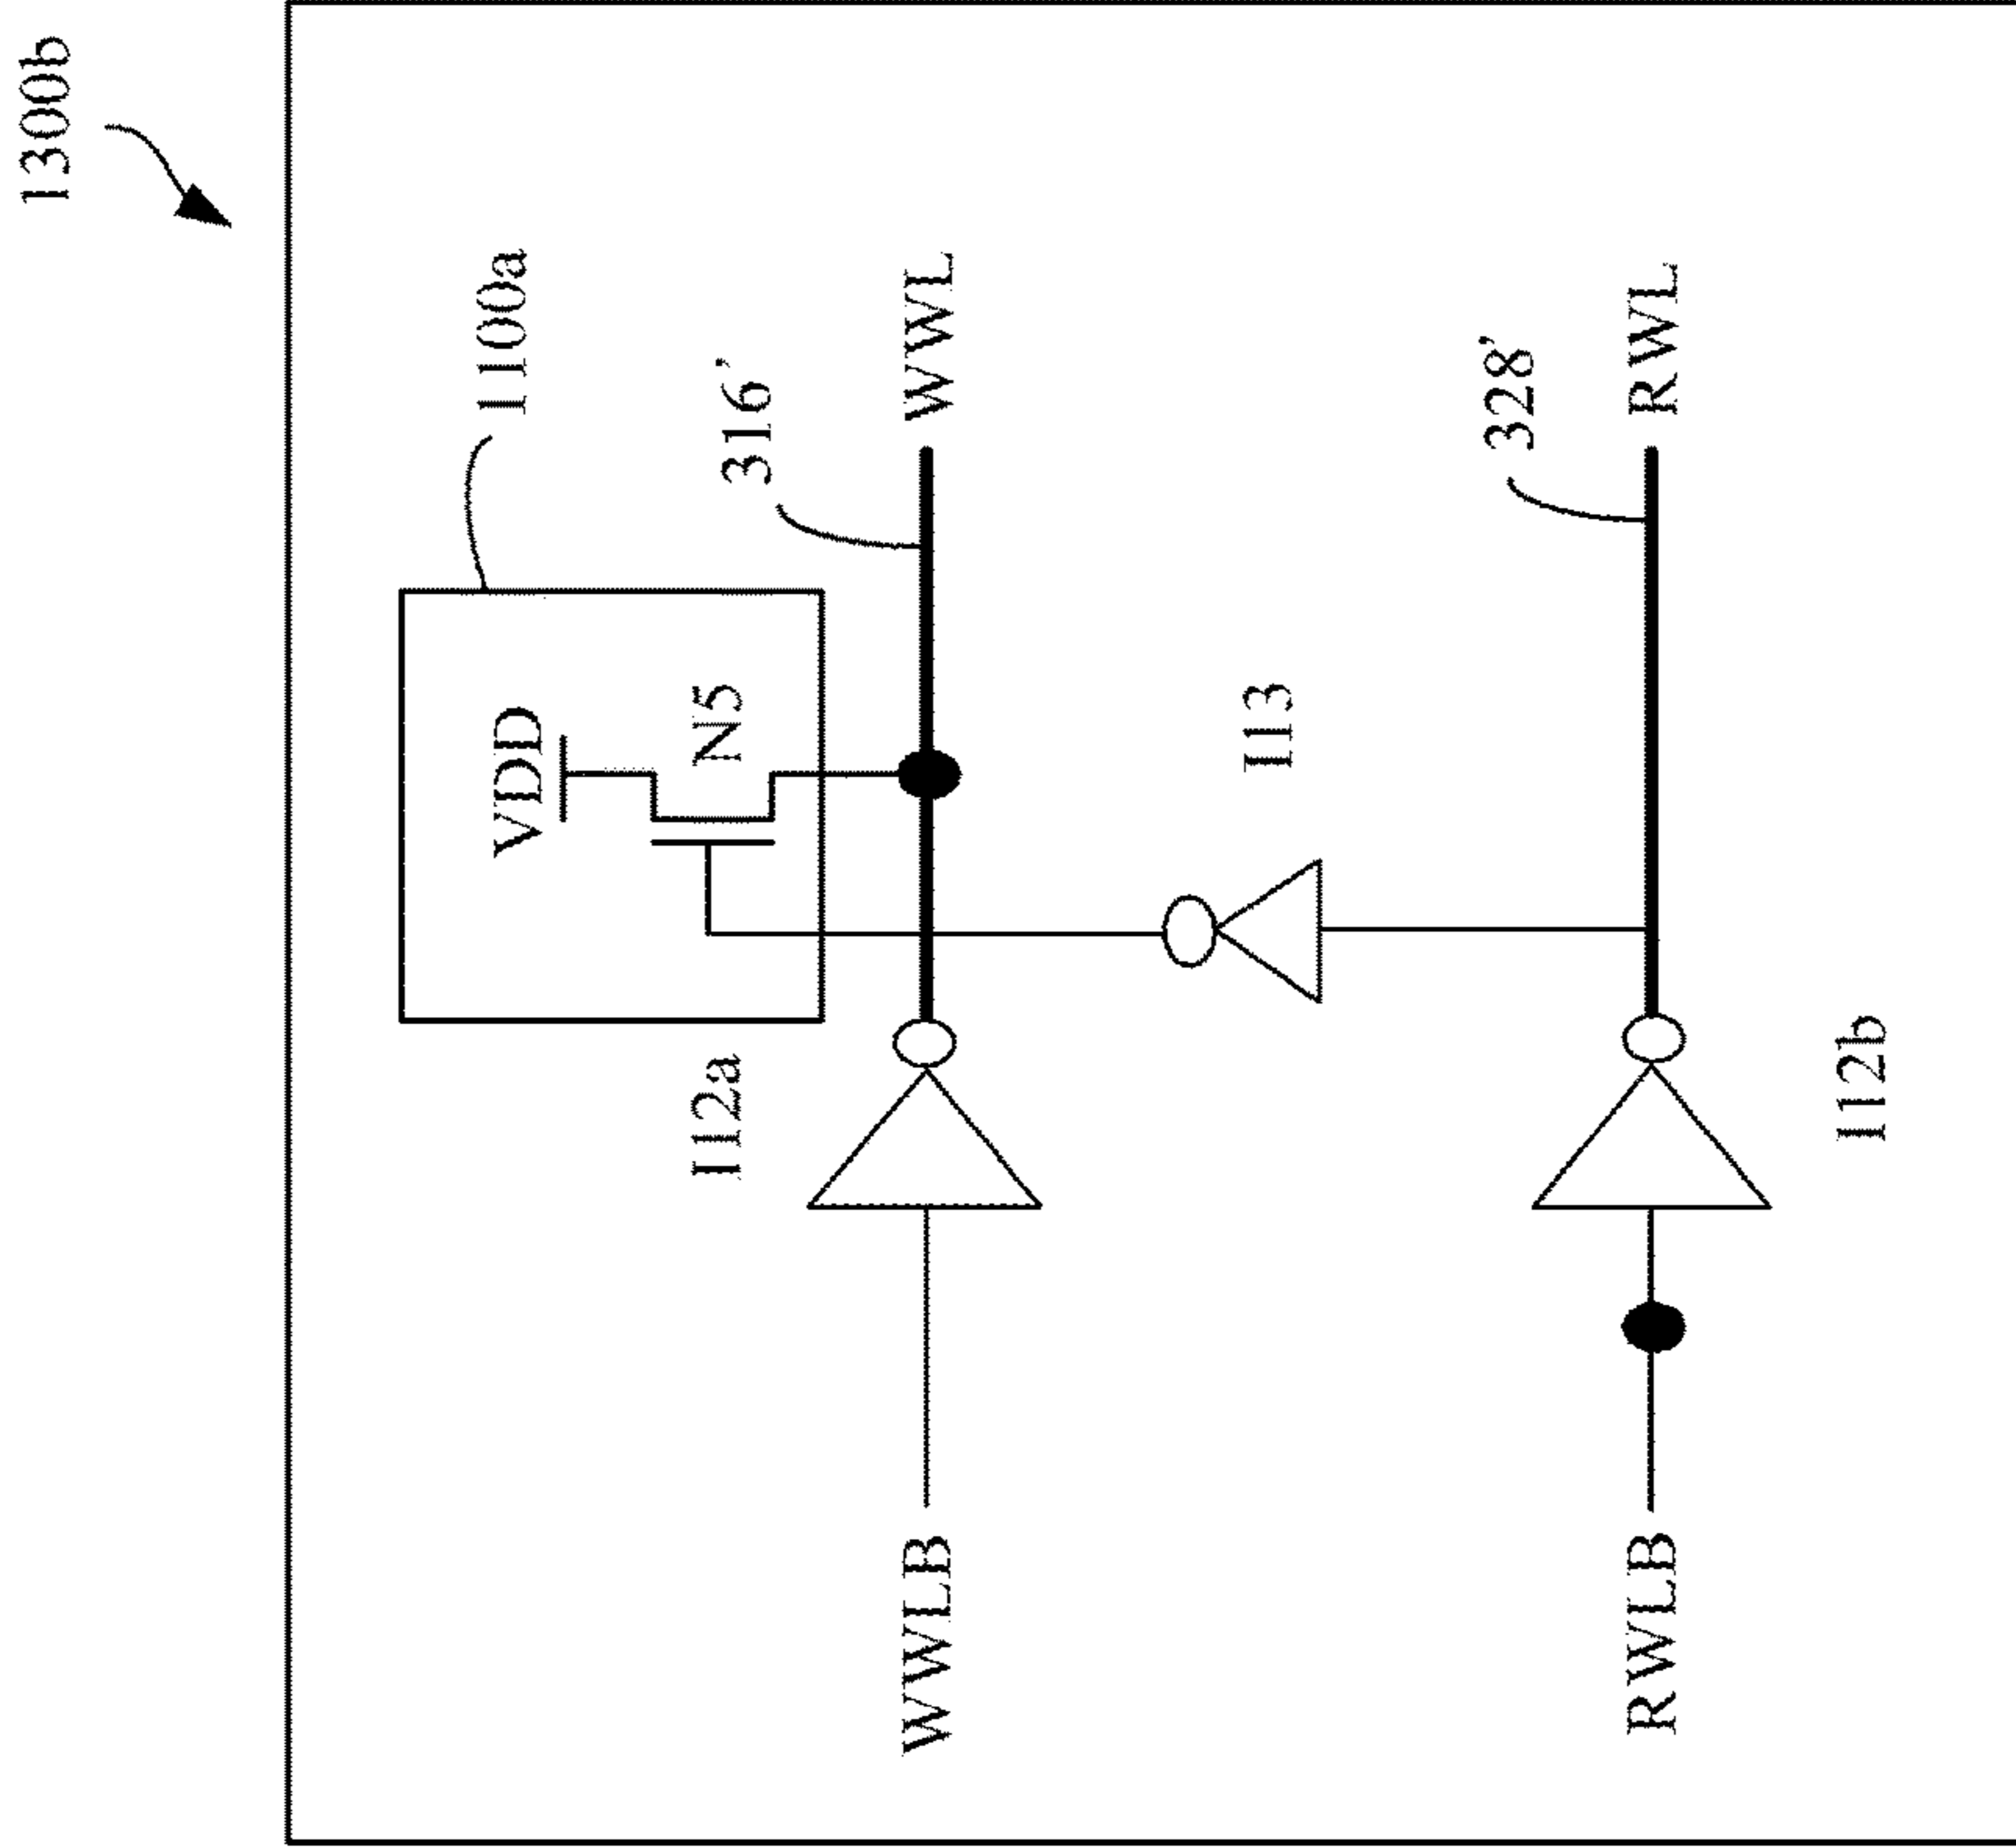 1300b
1100a
VDD
N5
I12a
316'
WWLB
WWL
I13
328'
RWLB
RWL
I12b